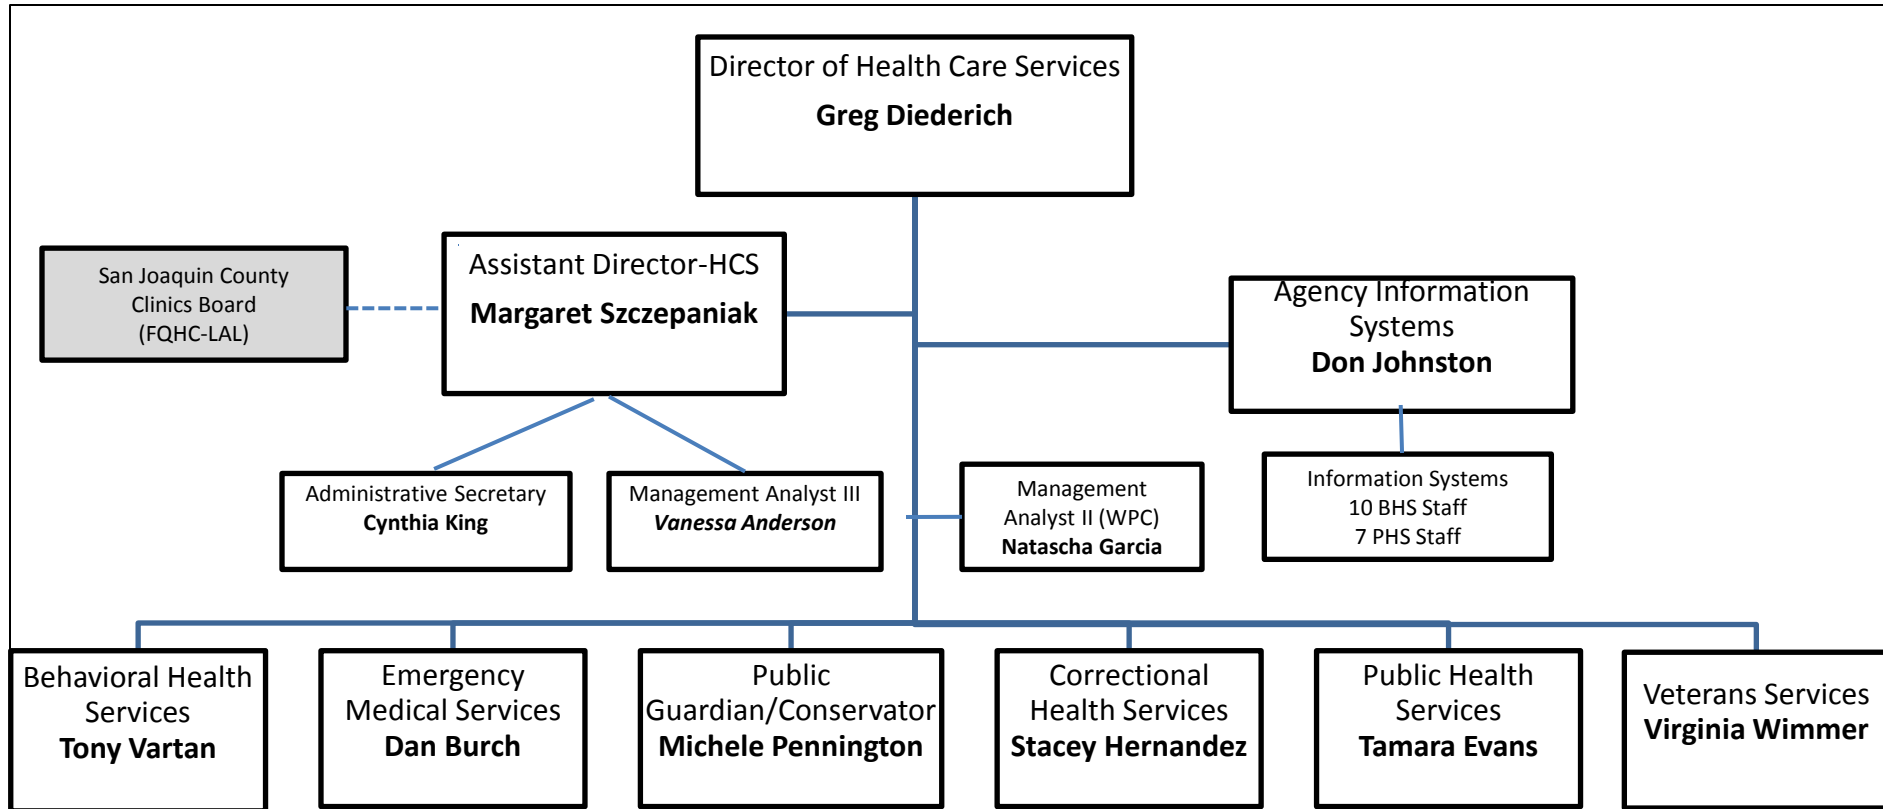 Director of Health Care Services
Greg Diederich
San Joaquin County
Clinics Board
(FQHC-LAL)
Assistant Director-HCS
Margaret Szczepaniak
Agency Information
Systems
Don Johnston
Administrative Secretary
Cynthia King
Management Analyst III
Vanessa Anderson
Management
Analyst II (WPC)
Natascha Garcia
Information Systems
10 BHS Staff
7 PHS Staff
Behavioral Health
Services
Tony Vartan
Emergency
Medical Services
Dan Burch
Public
Guardian/Conservator
Michele Pennington
Correctional
Health Services
Stacey Hernandez
Public Health
Services
Tamara Evans
Veterans Services
Virginia Wimmer